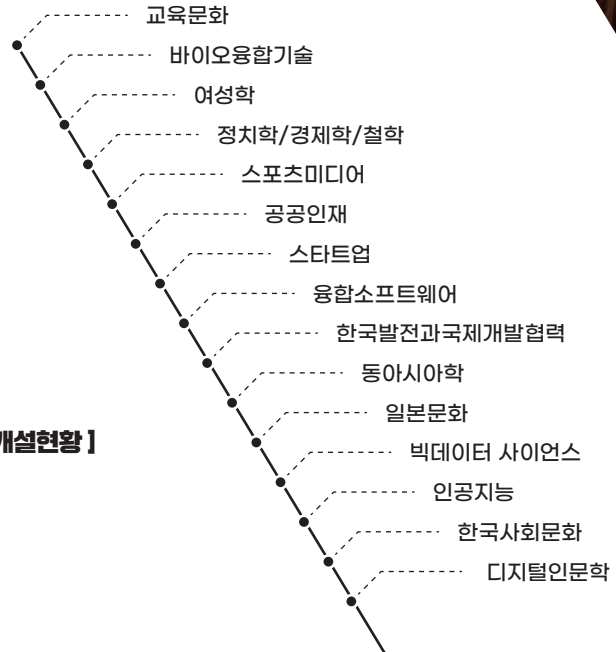 교육문화
바이오융합기술
여성학
정치학/경제학/철학
스포츠미디어
공공인재
스타트업
융합소프트웨어
한국발전과국제개발협력
동아시아학
일본문화
개설현황 ]
빅데이터 사이언스
인공지능
한국사회문화
디지털인문학